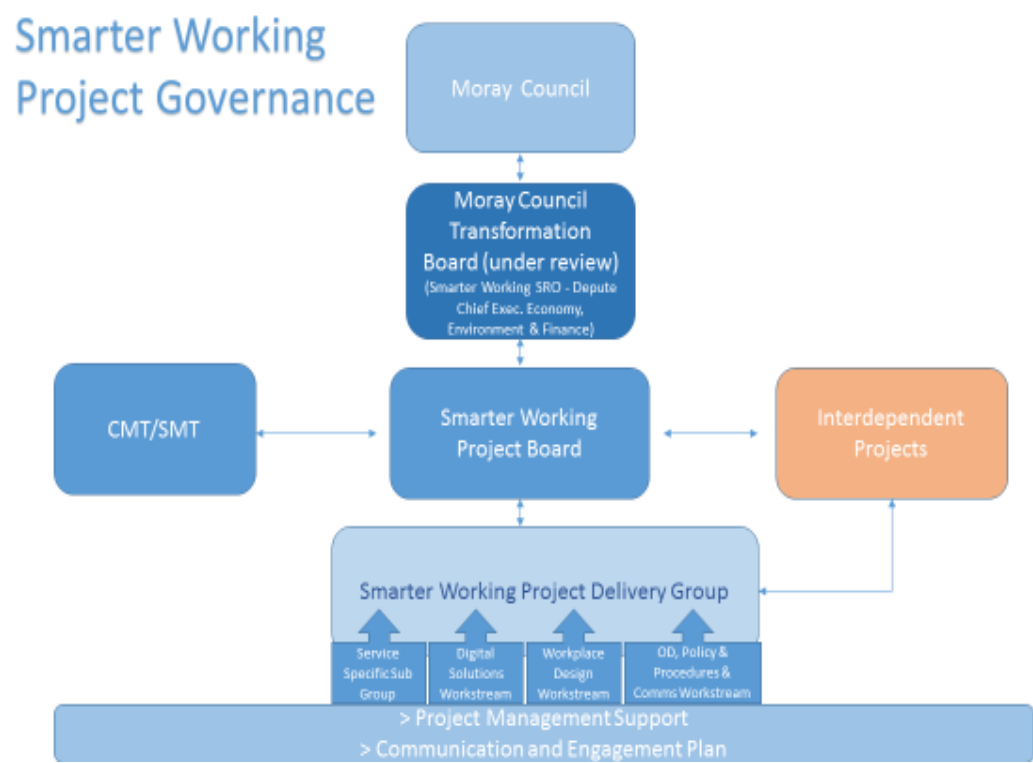 Smarter Working
Project Governance
Moray Council
Moray Council
Transformation
Board (under review)
(Smarter Working SRO - Depute
Chief Exec. Economy,
Environment & Finance)
CMT/SMT
Smarter Working
Project Board
Interdependent
Projects
Smarter Working Project Delivery Group
Service
Specific Sub
Group
Digital
Solutions
Workstream
Workplace
Design
Workstream
OD, Policy &
Procedures &
Comms Workstream
> Project Management Support
> Communication and Engagement Plan